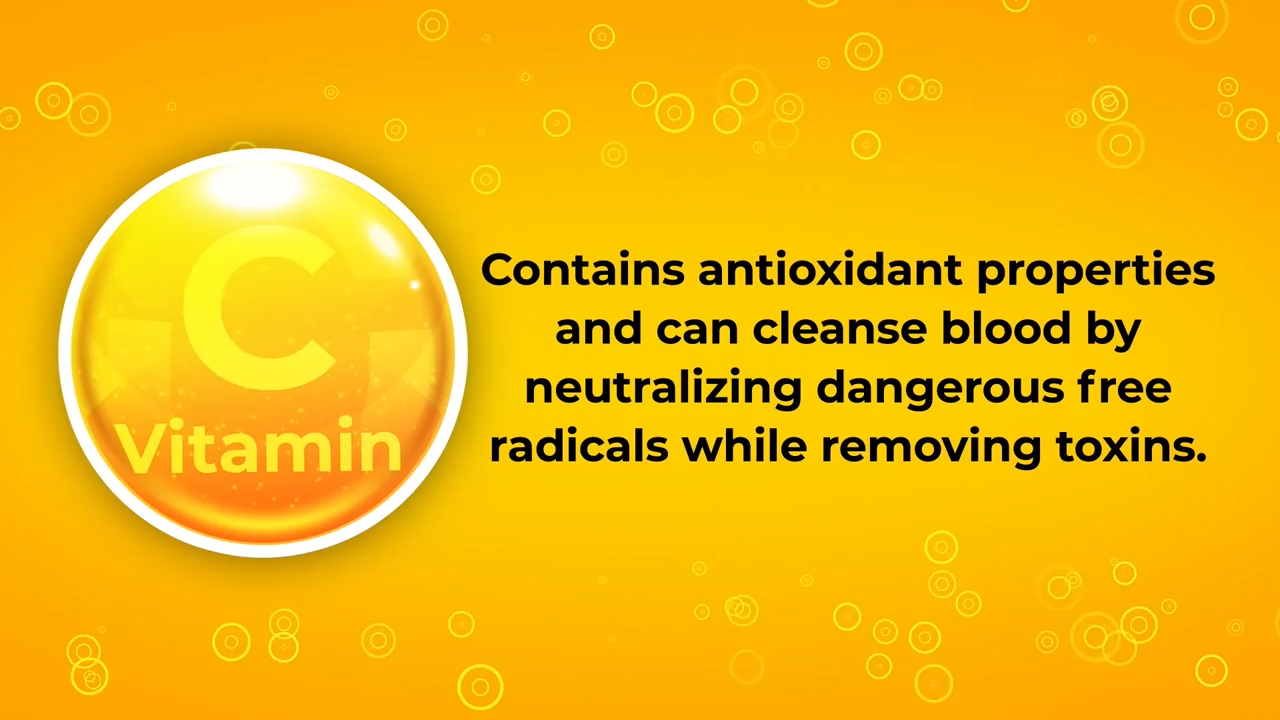 C
Vitamin
Contains antioxidant properties
and can cleanse blood by
neutralizing dangerous free
radicals while removing toxins.